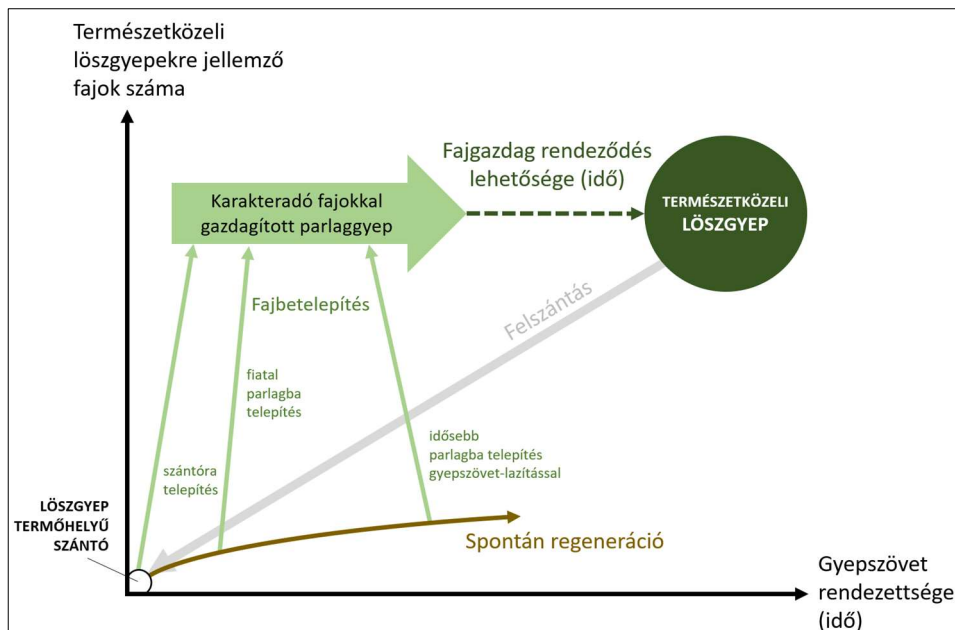 Természetközeli
löszgyepekre jellemző
fajok száma
Fajgazdag rendeződés
lehetősége (idő)
Karakteradó fajokkal
gazdagított parlaggyep
TERMÉSZETKÖZELI
LÖSZGYEP
Fajbetelepítés
Felszántás
fiatal
parlagba
telepítés
idősebb
parlagba telepítés
gyepszövet-lazítással
szántóra
telepítés
LÖSZGYEP
TERMŐHELYŰ
SZÁNTÓ
Spontán regeneráció
Gyepszövet
rendezettsége
(idő)